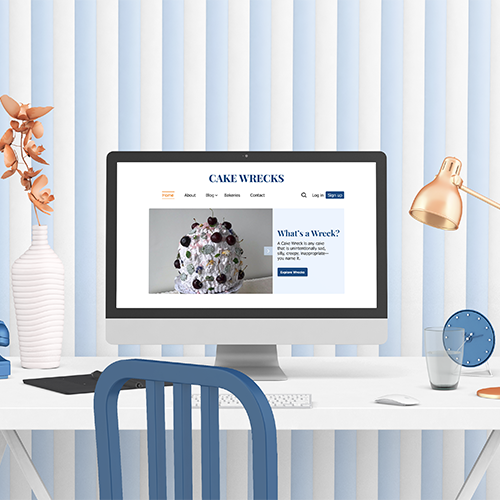 CAKE WRECKS
Home About Blog Bakeries Contact Log in Sign up
What's a Wreck?
A Cake Wreck is any cake
that is unintentionally sad,
silly, creepy, inappropriate—
you name it.
Explore Wrecks